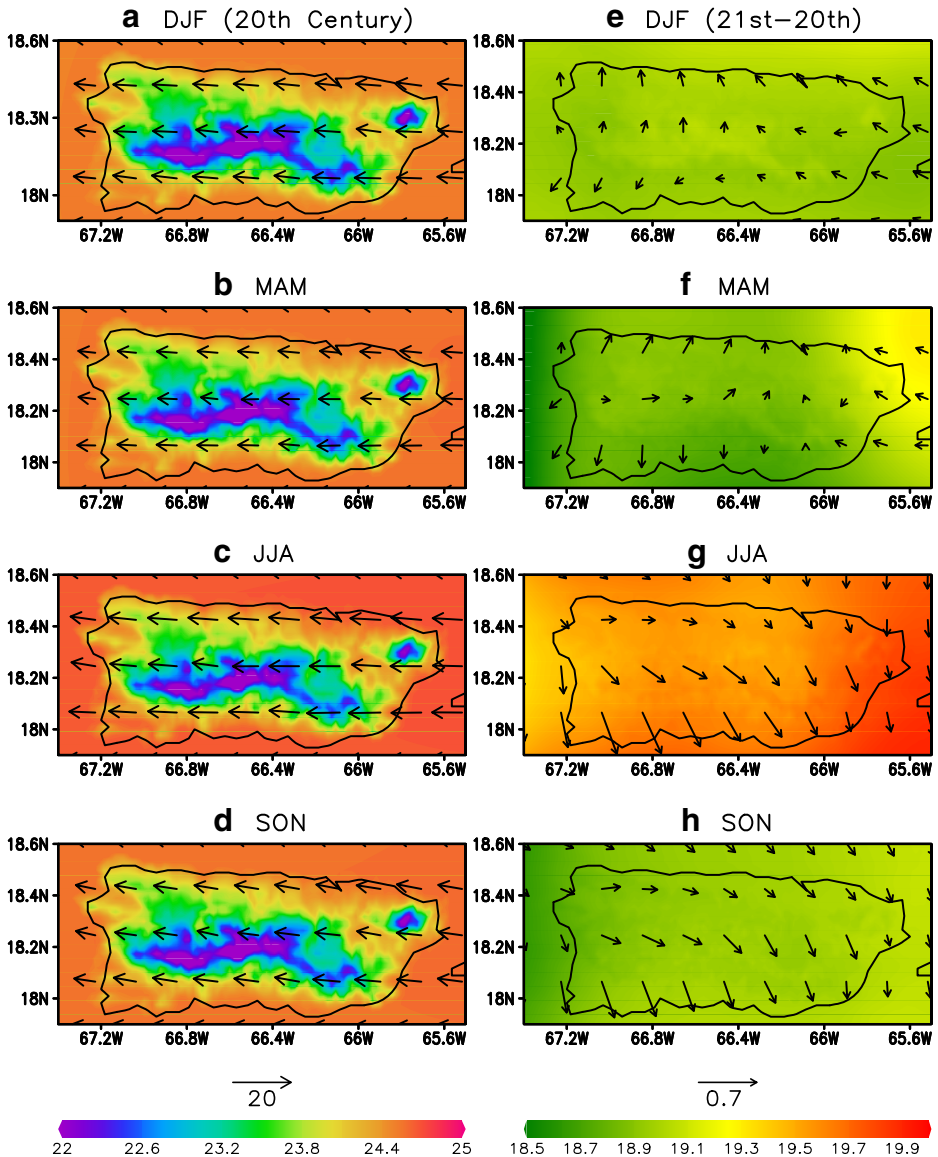 a DJF (20th Century)
18.6N
18.3N
18N
67.2W 66.8W 66.4W 66W 65.6W
e DJF (21st−20th)
18.6N
18.4N
18.2N
18N
67.2W 66.8W 66.4W 66W 65.6W
b MAM
18.6N
18.4N
18.2N
18N
67.2W 66.8W 66.4W 66W 65.6W
f MAM
18.6N
18.4N
18.2N
18N
67.2W 66.8W 66.4W 66W 65.6W
c JJA
18.6N
18.4N
18.2N
18N
67.2W 66.8W 66.4W 66W 65.6W
g JJA
18.6N
18.4N
18.2N
18N
67.2W 66.8W 66.4W 66W 65.6W
d SON
18.6N
18.4N
18.2N
18N
67.2W 66.8W 66.4W 66W 65.6W
h SON
18.6N
18.4N
18.2N
18N
67.2W 66.8W 66.4W 66W 65.6W
20
22 22.6 23.2 23.8 24.4 25
0.7
18.5 18.7 18.9 19.1 19.3 19.5 19.7 19.9